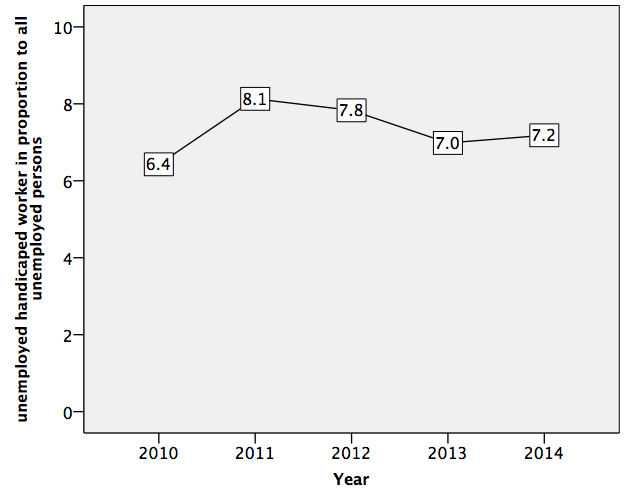 unemployed handicaped worker in proportion to all
unemployed persons
10
8
6
4
2
0
6.4
8.1
7.8
7.0
7.2
2010 2011 2012 2013 2014
Year